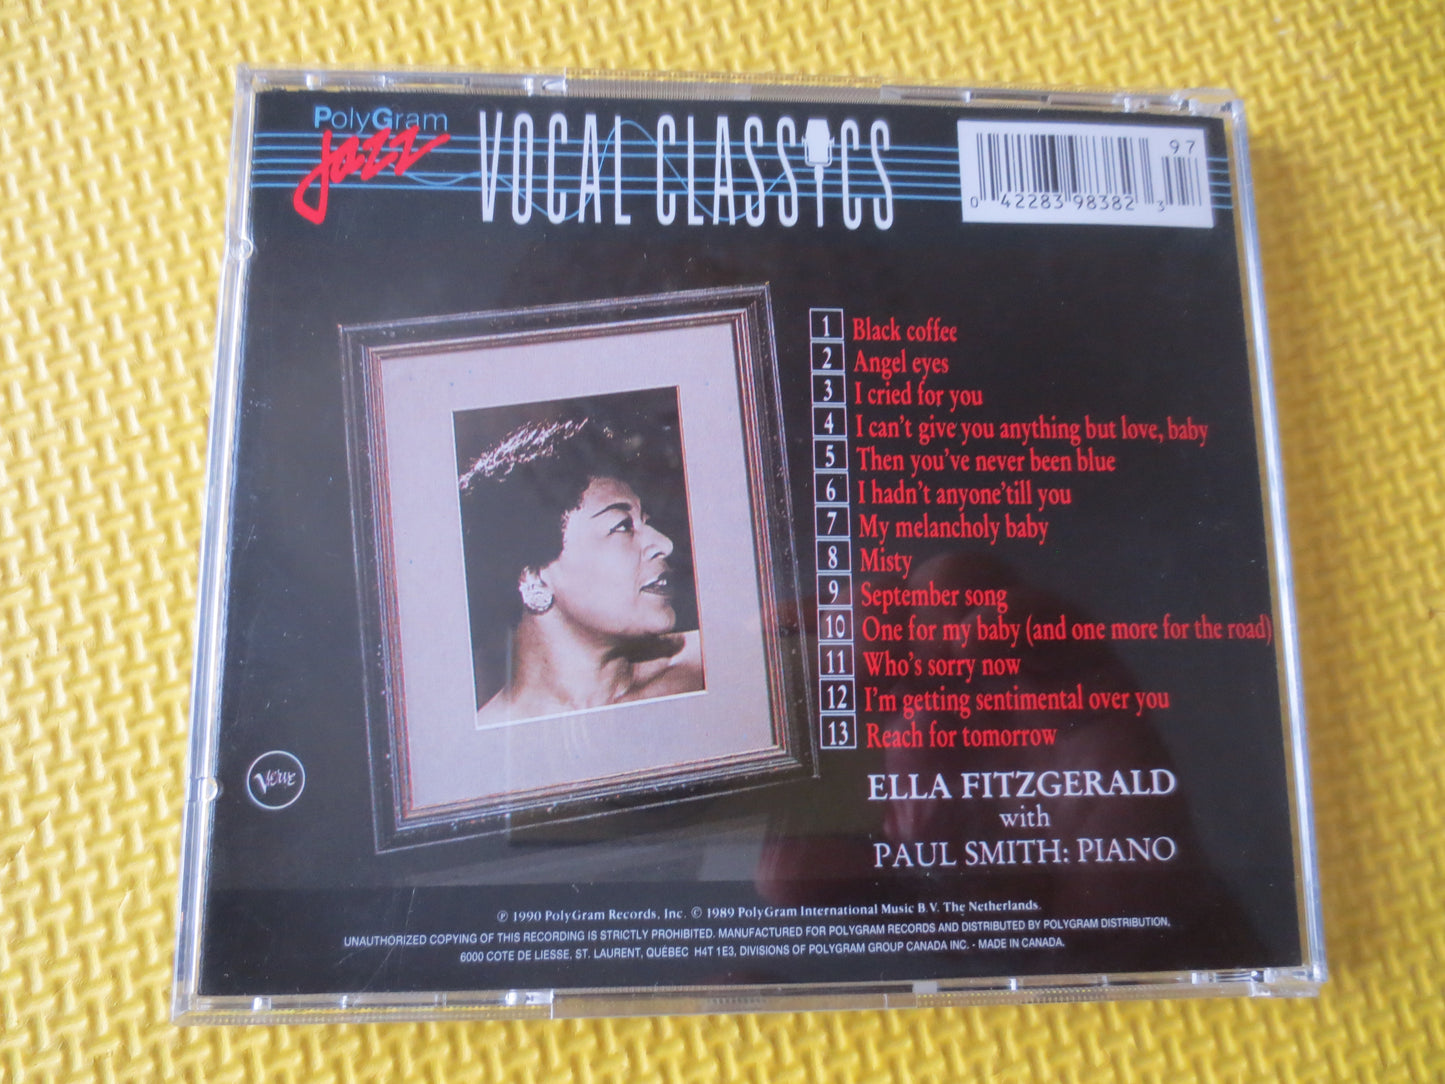 PolyGram
Jazz
VOCAL CLASSICS
97
0 42283 98382 3
1 Black coffee
2 Angel eyes
3 I cried for you
4 I can't give you anything but love, baby
5 Then you've never been blue
6 I hadn't anyone 'till you
7 My melancholy baby
8 Misty
9 September song
10 One for my baby (and one more for the road)
11 Who's sorry now
12 I'm getting sentimental over you
13 Reach for tomorrow
Verve
ELLA FITZGERALD
with
PAUL SMITH: PIANO
℗ 1990 PolyGram Records, Inc. © 1989 PolyGram International Music B.V. The Netherlands.
UNAUTHORIZED COPYING OF THIS RECORDING IS STRICTLY PROHIBITED. MANUFACTURED FOR POLYGRAM RECORDS AND DISTRIBUTED BY POLYGRAM DISTRIBUTION,
6000 COTE DE LIESSE, ST. LAURENT, QUÉBEC H4T 1E3, DIVISIONS OF POLYGRAM GROUP CANADA INC. - MADE IN CANADA.